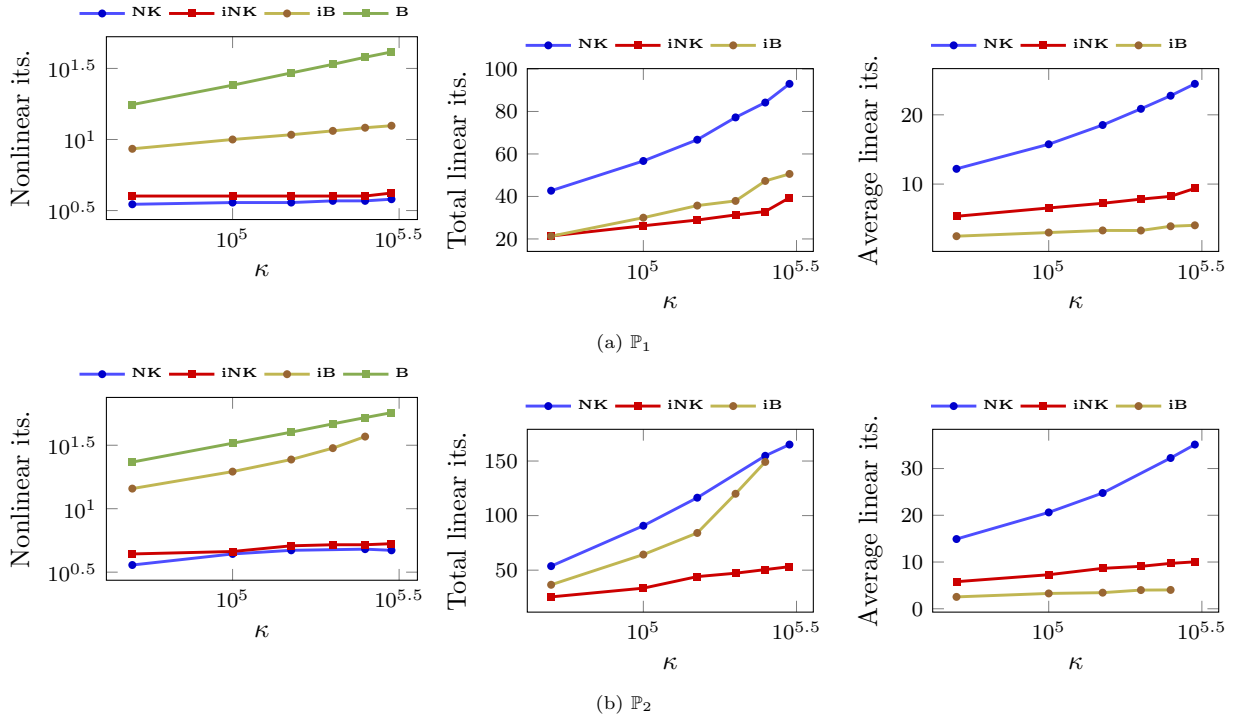 NK iNK iB B
Nonlinear its.
10^1.5
10^1
10^0.5
10^5
10^5.5
κ
NK iNK iB
Total linear its.
100
80
60
40
20
10^5
10^5.5
κ
NK iNK iB
Average linear its.
20
10
10^5
10^5.5
κ
(a) ℙ₁
NK iNK iB B
Nonlinear its.
10^1.5
10^1
10^0.5
10^5
10^5.5
κ
NK iNK iB
Total linear its.
150
100
50
10^5
10^5.5
κ
NK iNK iB
Average linear its.
30
20
10
0
10^5
10^5.5
κ
(b) ℙ₂